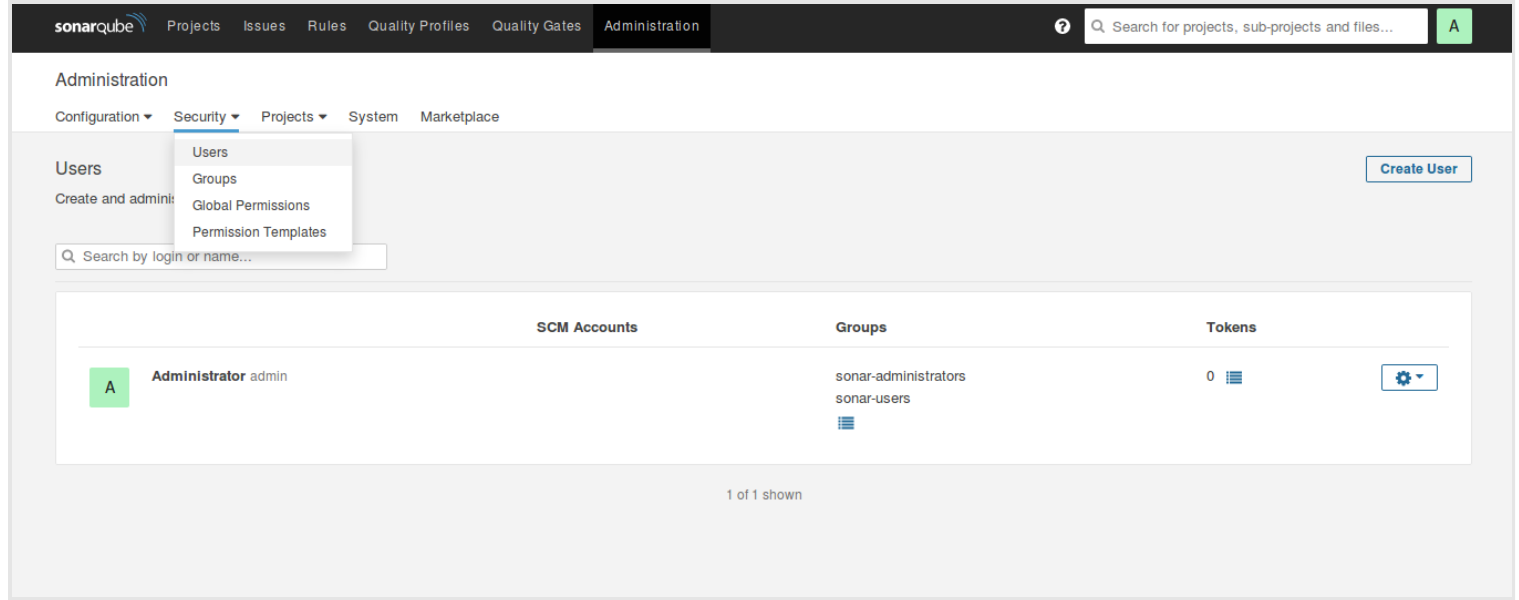 sonarqube Projects Issues Rules Quality Profiles Quality Gates Administration ? Search for projects, sub-projects and files... A
Administration
Configuration Security Projects System Marketplace
Users
Groups
Global Permissions
Permission Templates
Users
Create User
Create and adminis
Search by login or name...
SCM Accounts Groups Tokens
A Administrator admin sonar-administrators 0
sonar-users
1 of 1 shown